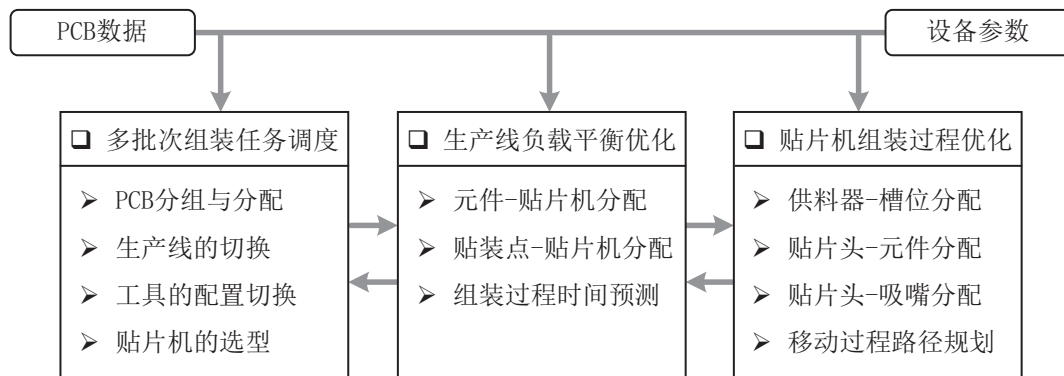 PCB数据
设备参数
❑ 多批次组装任务调度
➢ PCB分组与分配
➢ 生产线的切换
➢ 工具的配置切换
➢ 贴片机的选型
❑ 生产线负载平衡优化
➢ 元件-贴片机分配
➢ 贴装点-贴片机分配
➢ 组装过程时间预测
❑ 贴片机组装过程优化
➢ 供料器-槽位分配
➢ 贴片头-元件分配
➢ 贴片头-吸嘴分配
➢ 移动过程路径规划